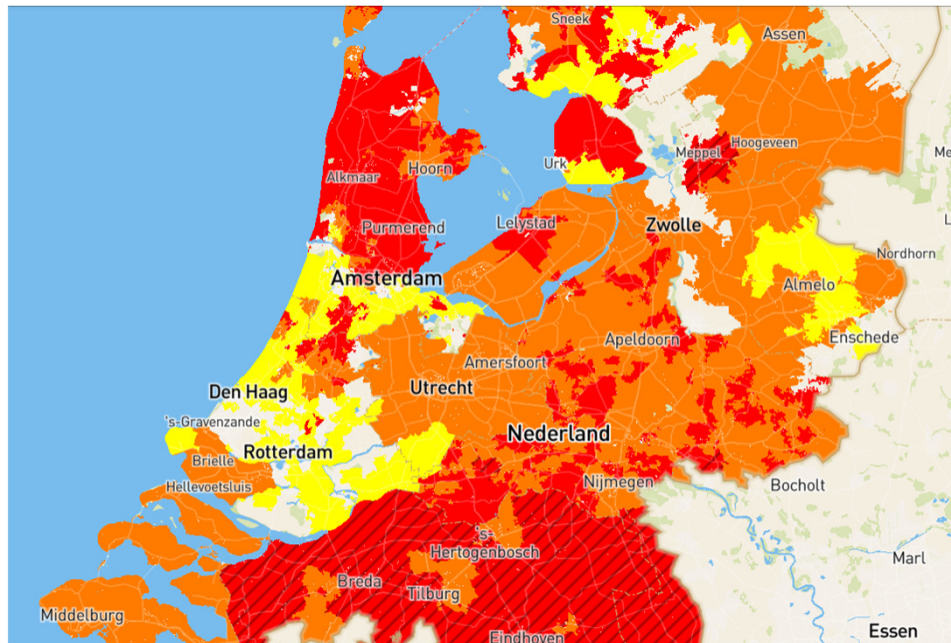 Sneek
Assen
Urk
Meppel
Hoogeveen
Hoorn
Alkmaar
Purmerend
Lelystad
Zwolle
Nordhorn
Amsterdam
Almelo
Enschede
Apeldoorn
Amersfoort
Utrecht
Den Haag
's-Gravenzande
Nederland
Rotterdam
Brielle
Hellevoetsluis
Nijmegen
Bocholt
's-
Hertogenbosch
Marl
Breda
Tilburg
Middelburg
Eindhoven
Essen